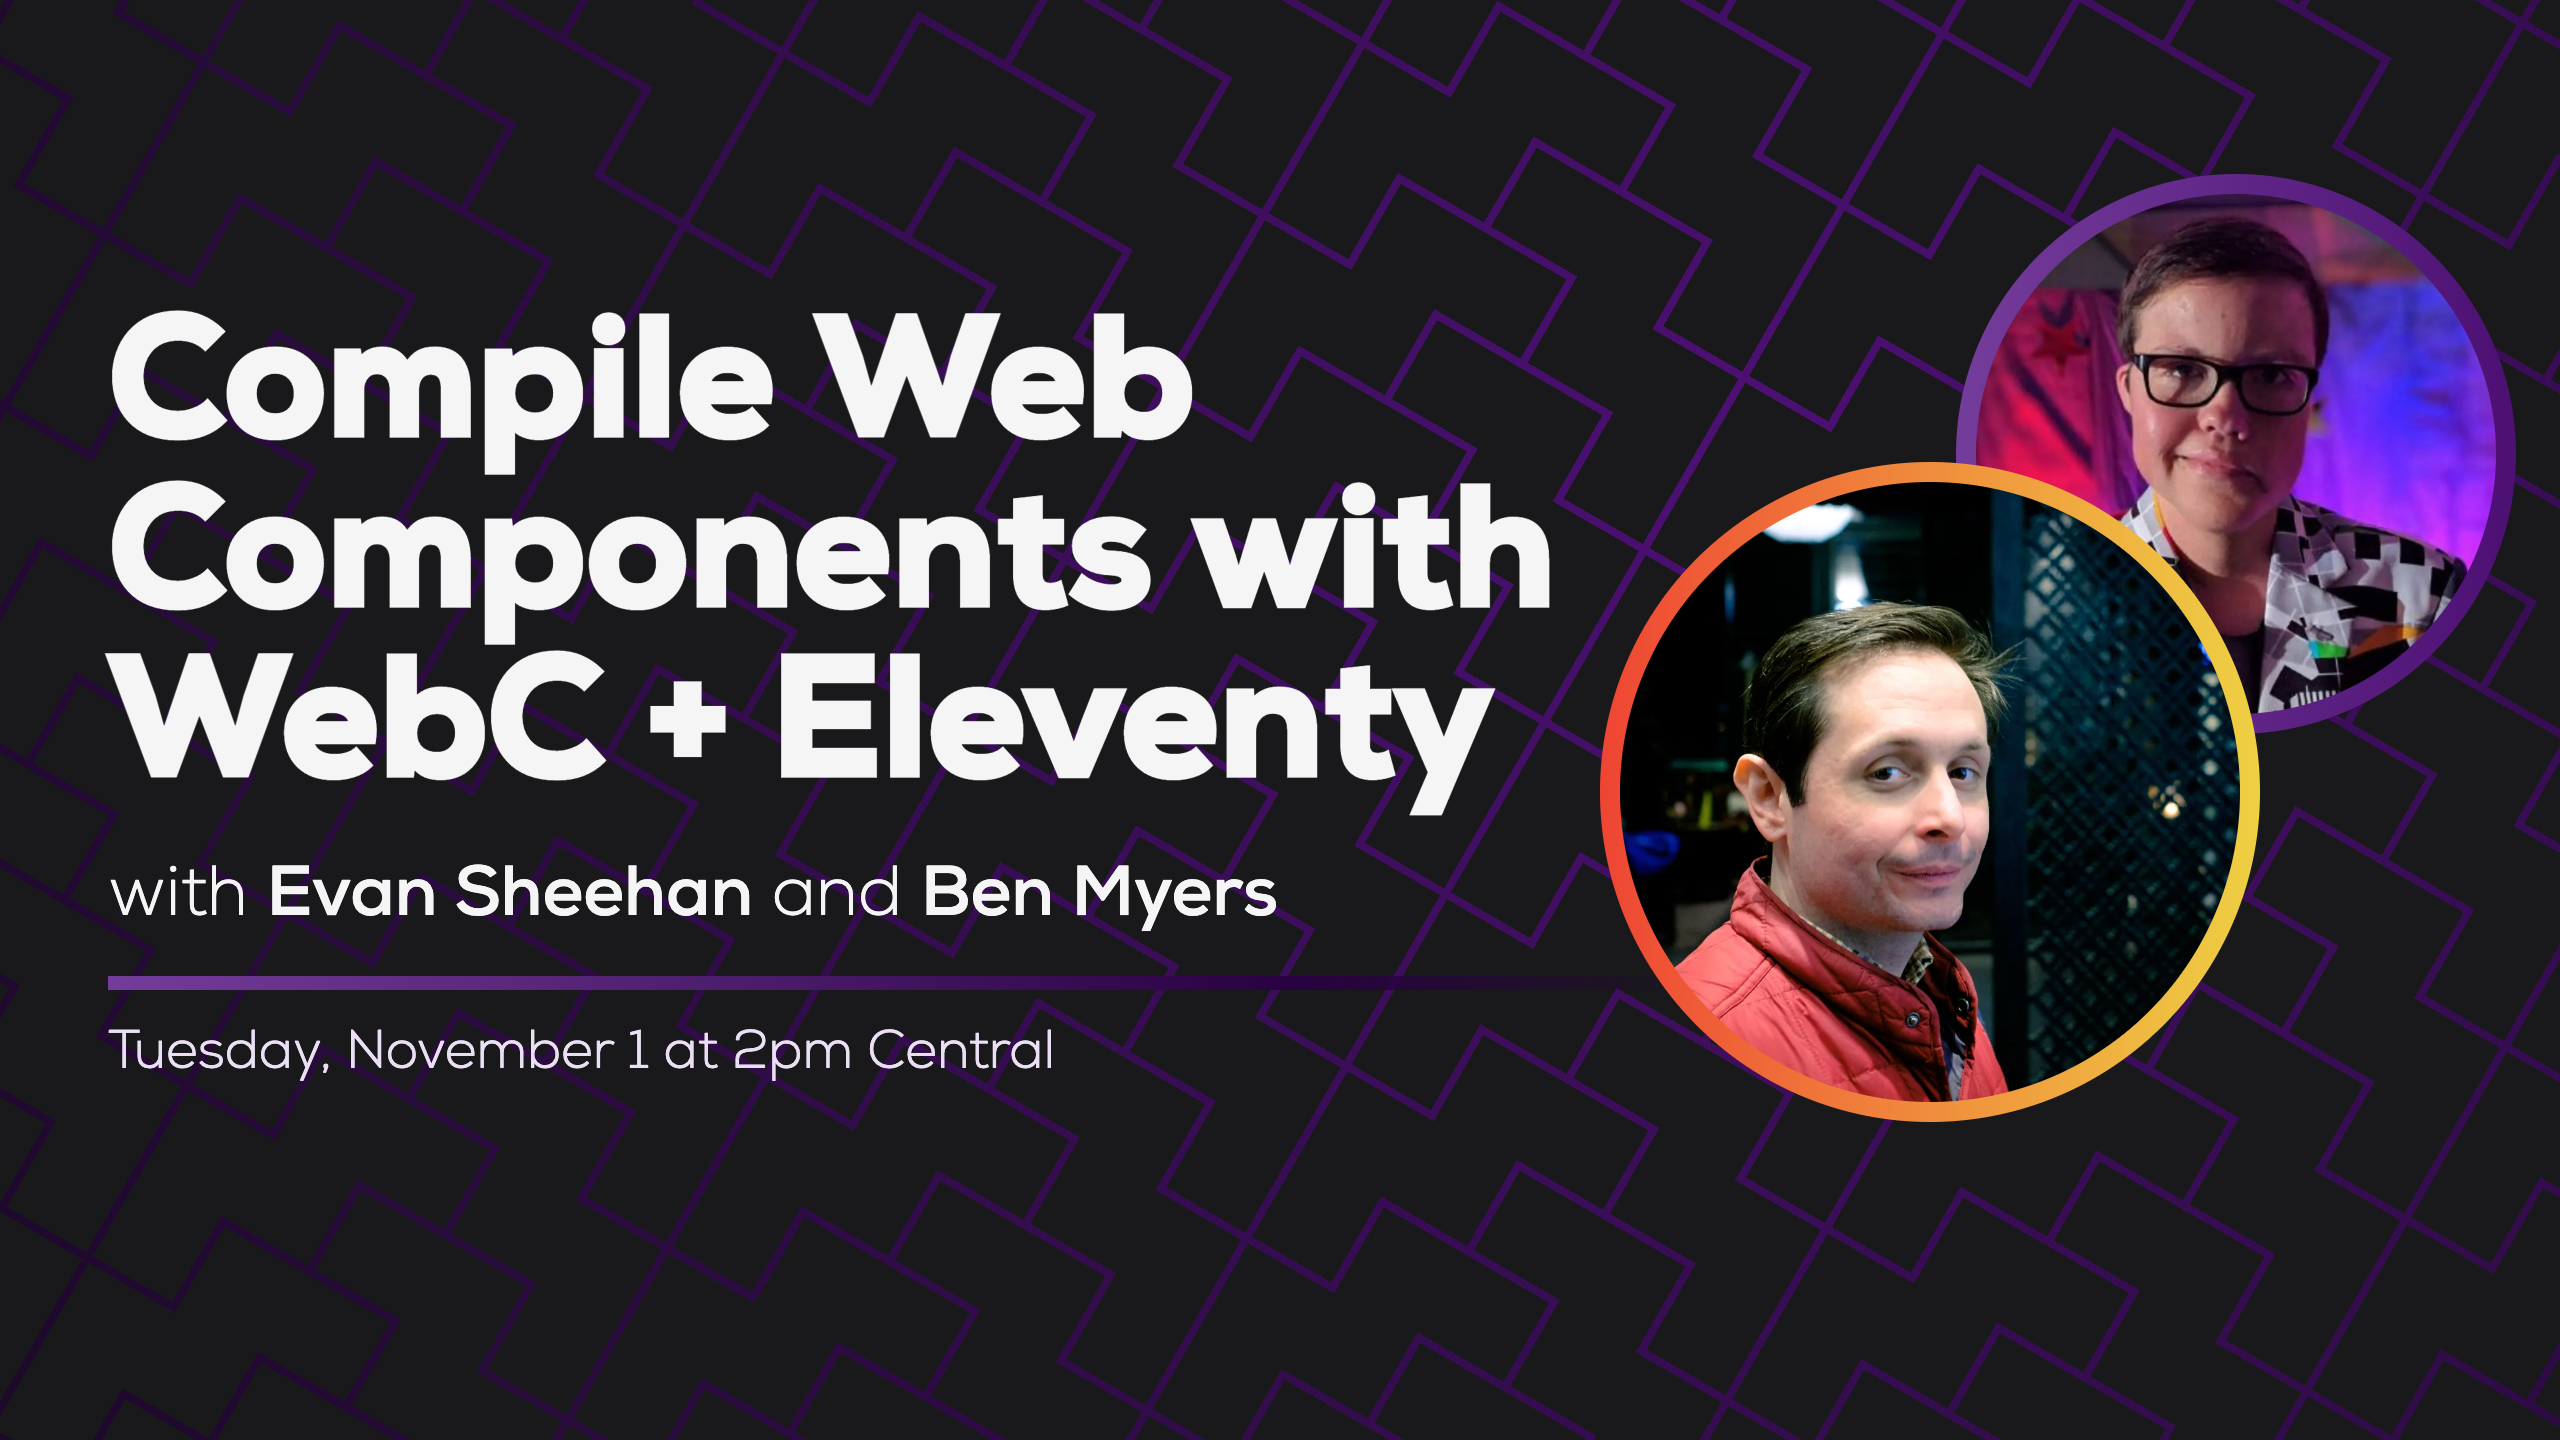 Compile Web
Components with
WebC + Eleventy
with Evan Sheehan and Ben Myers
Tuesday, November 1 at 2pm Central